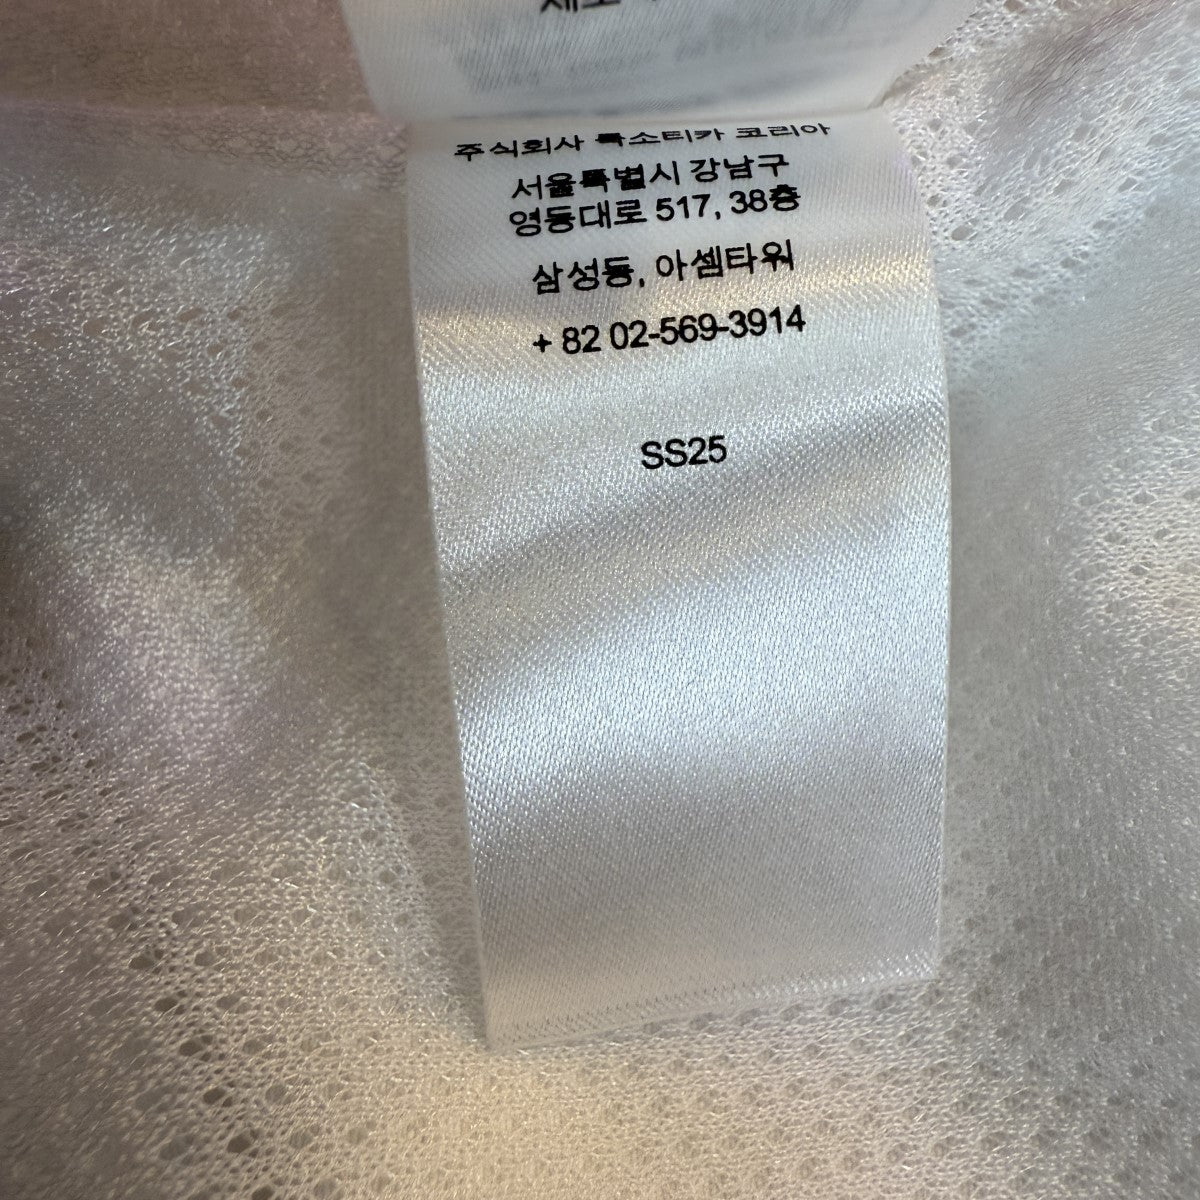 주식회사 록소티카 코리아
서울특별시 강남구
영동대로 517, 38층
삼성동, 아셈타워
+ 82 02-569-3914
SS25